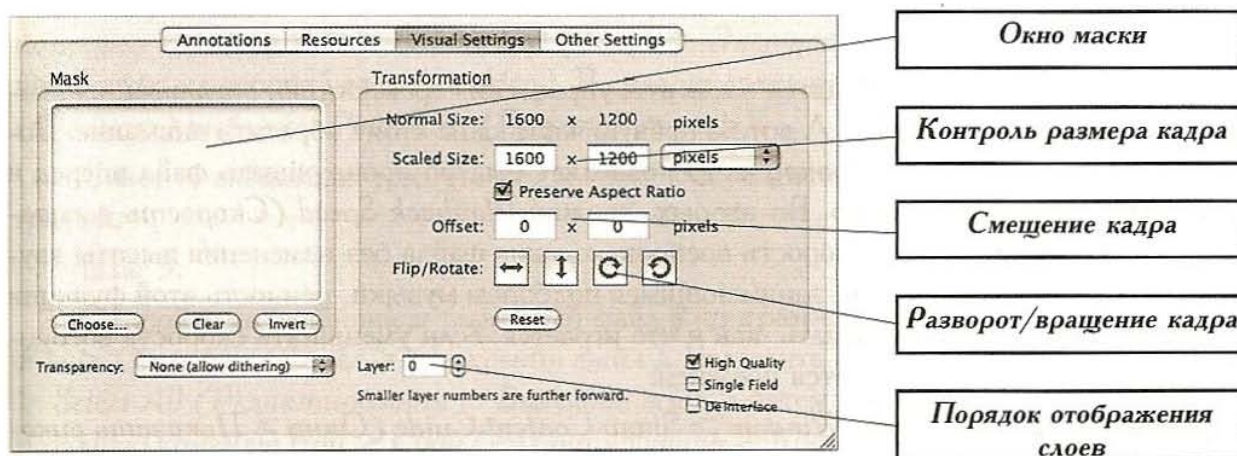 Annotations Resources Visual Settings Other Settings
Окно маски
Mask
Transformation
Normal Size: 1600 x 1200 pixels
Scaled Size: 1600 x 1200 pixels
Контроль размера кадра
Preserve Aspect Ratio
Offset: 0 x 0 pixels
Смещение кадра
Flip/Rotate:
Разворот/вращение кадра
Choose... Clear Invert
Reset
Transparency: None (allow dithering)
Layer: 0
High Quality
Smaller layer numbers are further forward.
Single Field
Deinterlace
Порядок отображения
слоев